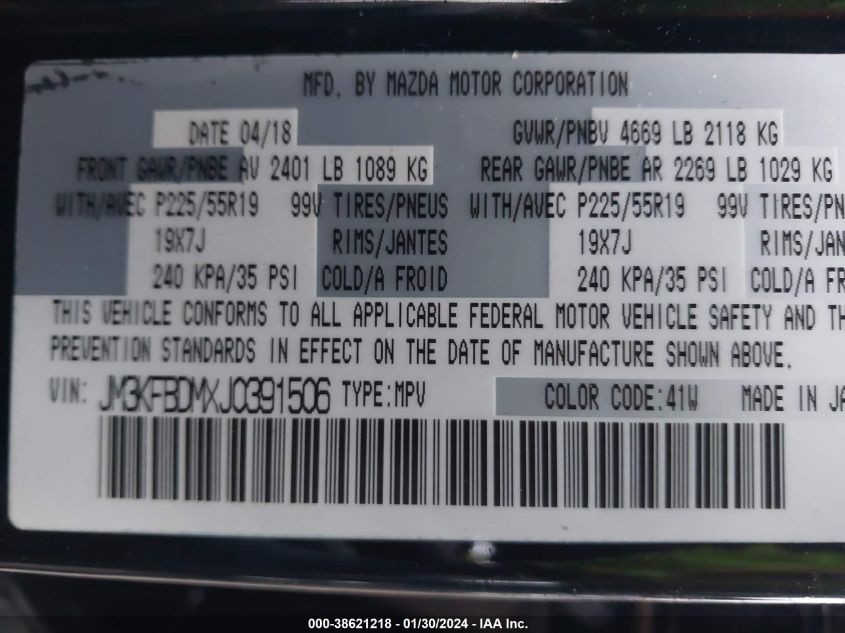 MFD. BY MAZDA MOTOR CORPORATION
DATE 04/18 GVWR/PNBV 4669 LB 2118 KG
FRONT GAWR/PNBE AV 2401 LB 1089 KG REAR GAWR/PNBE AR 2269 LB 1029 KG
WITH/AVEC P225/55R19 99V TIRES/PNEUS WITH/AVEC P225/55R19 99V TIRES/PN
19X7J RIMS/JANTES 19X7J RIMS/JAN
240 KPA/35 PSI COLD/A FROID 240 KPA/35 PSI COLD/A FR
THIS VEHICLE CONFORMS TO ALL APPLICABLE FEDERAL MOTOR VEHICLE SAFETY AND TH
PREVENTION STANDARDS IN EFFECT ON THE DATE OF MANUFACTURE SHOWN ABOVE.
VIN: JM3KFBDMXJ0391506 TYPE:MPV COLOR CODE:41W MADE IN JA
000-38621218 - 01/30/2024 - IAA Inc.